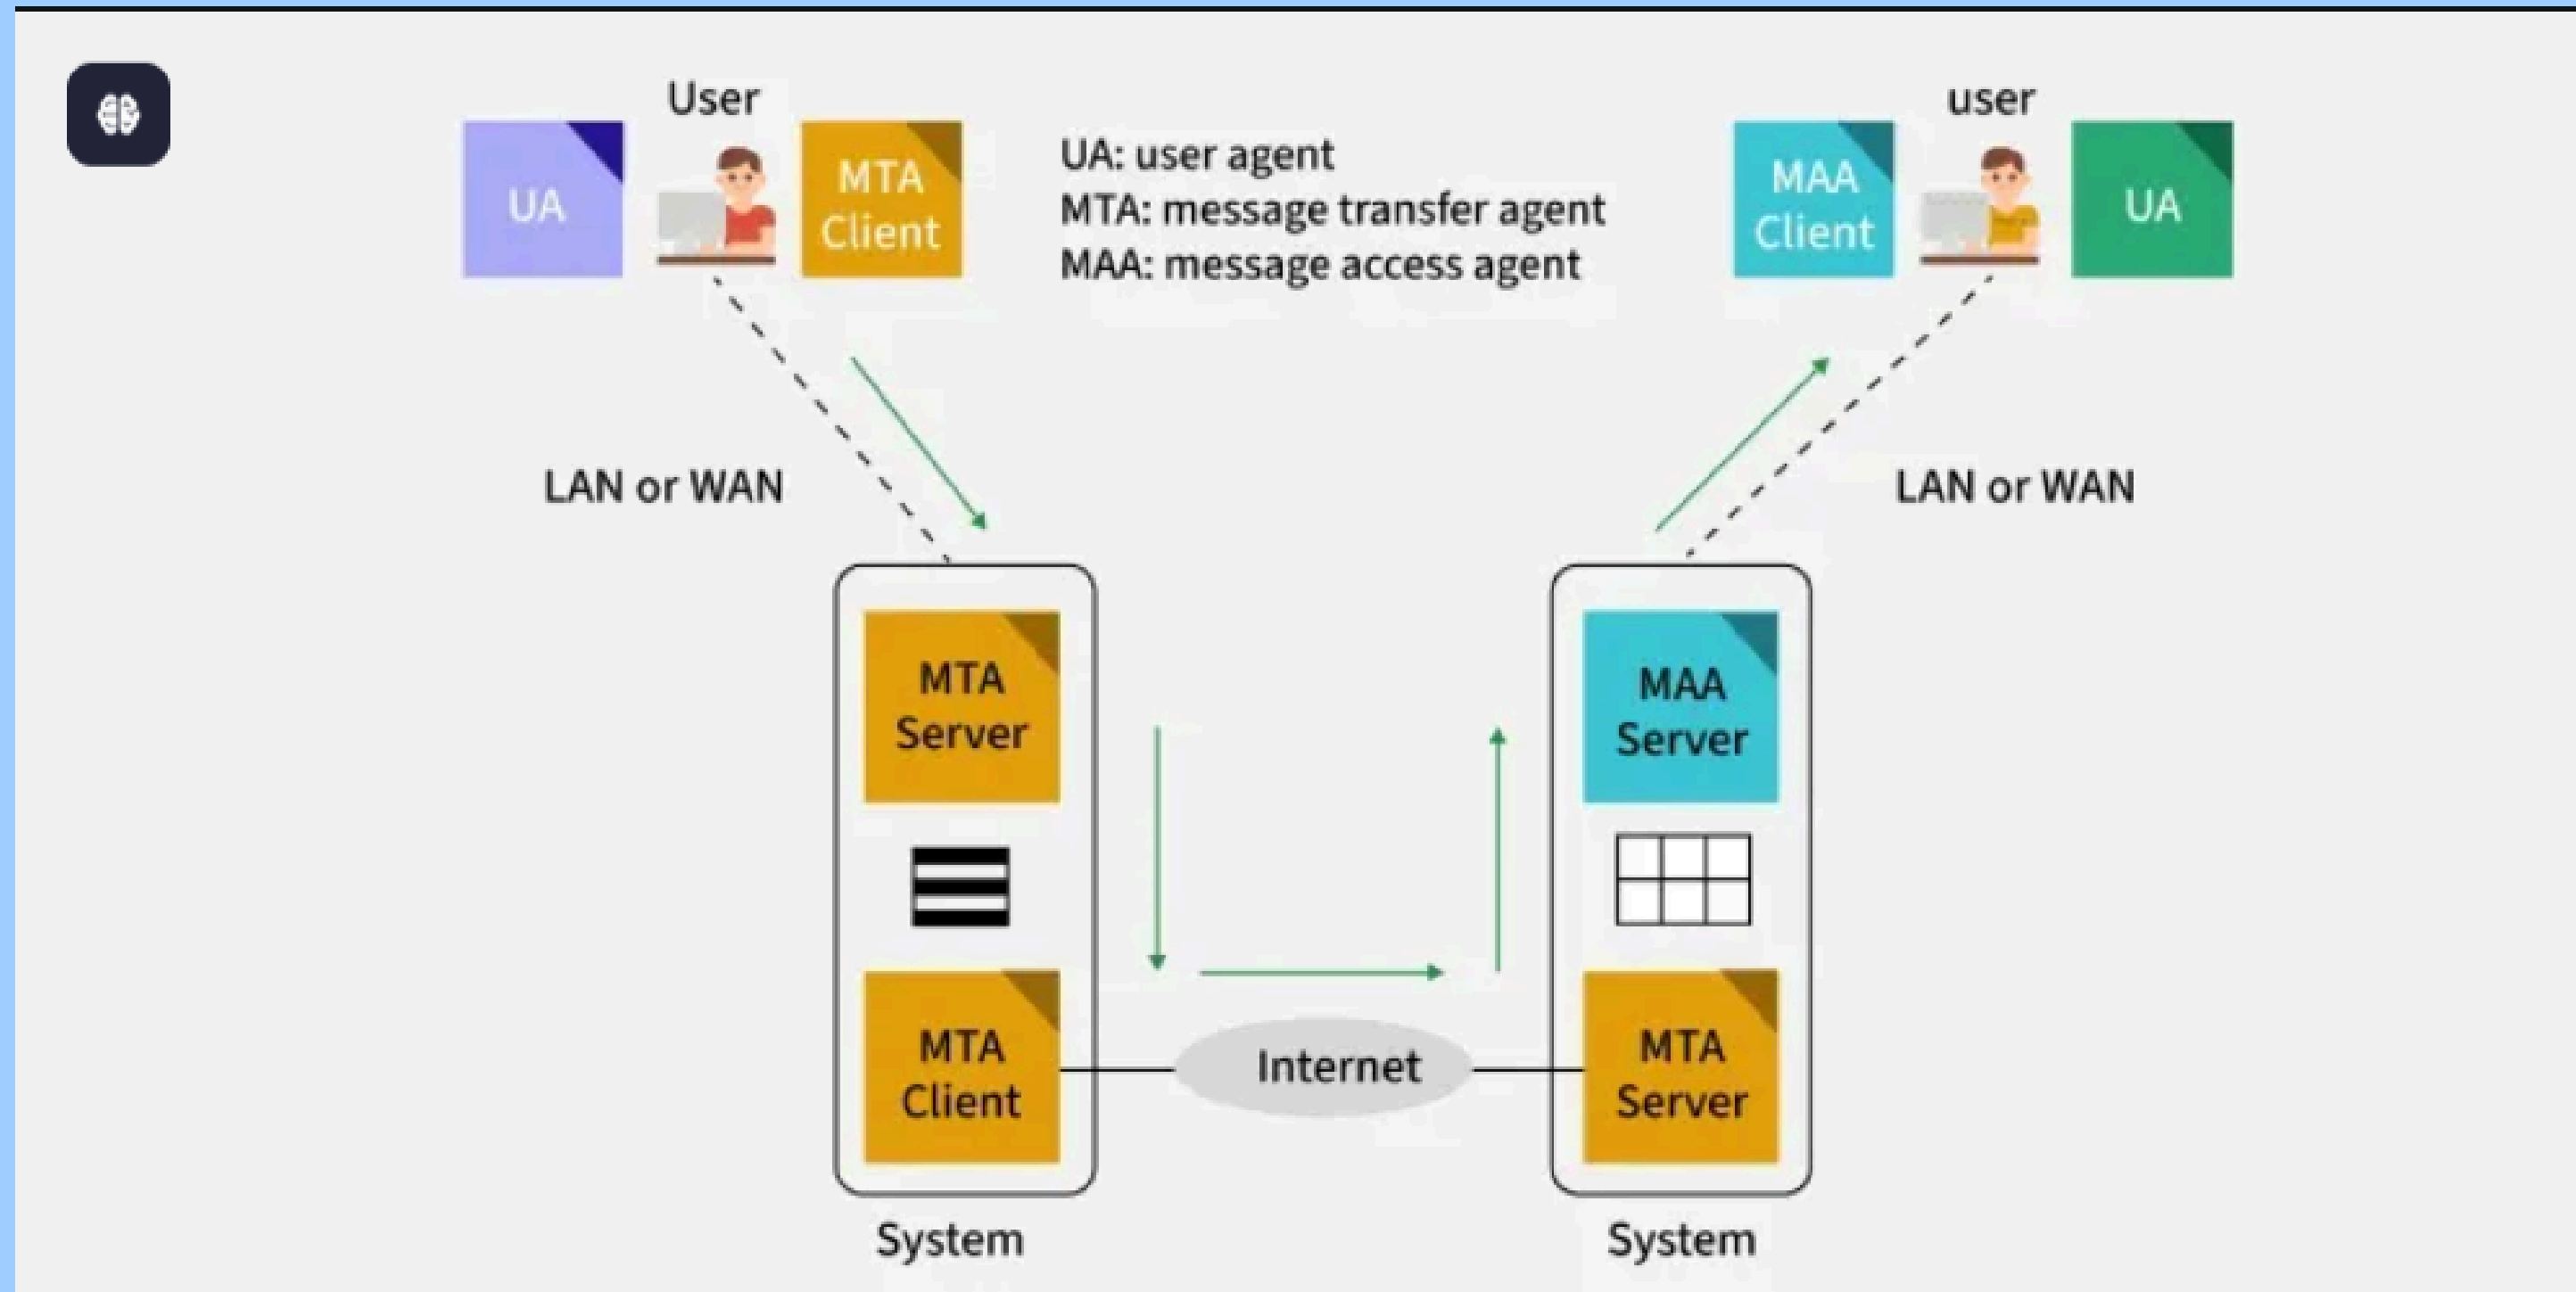 User
UA
MTA
Client
UA: user agent
MTA: message transfer agent
MAA: message access agent
user
MAA
Client
UA
LAN or WAN
LAN or WAN
MTA
Server
MAA
Server
MTA
Client
Internet
MTA
Server
System
System